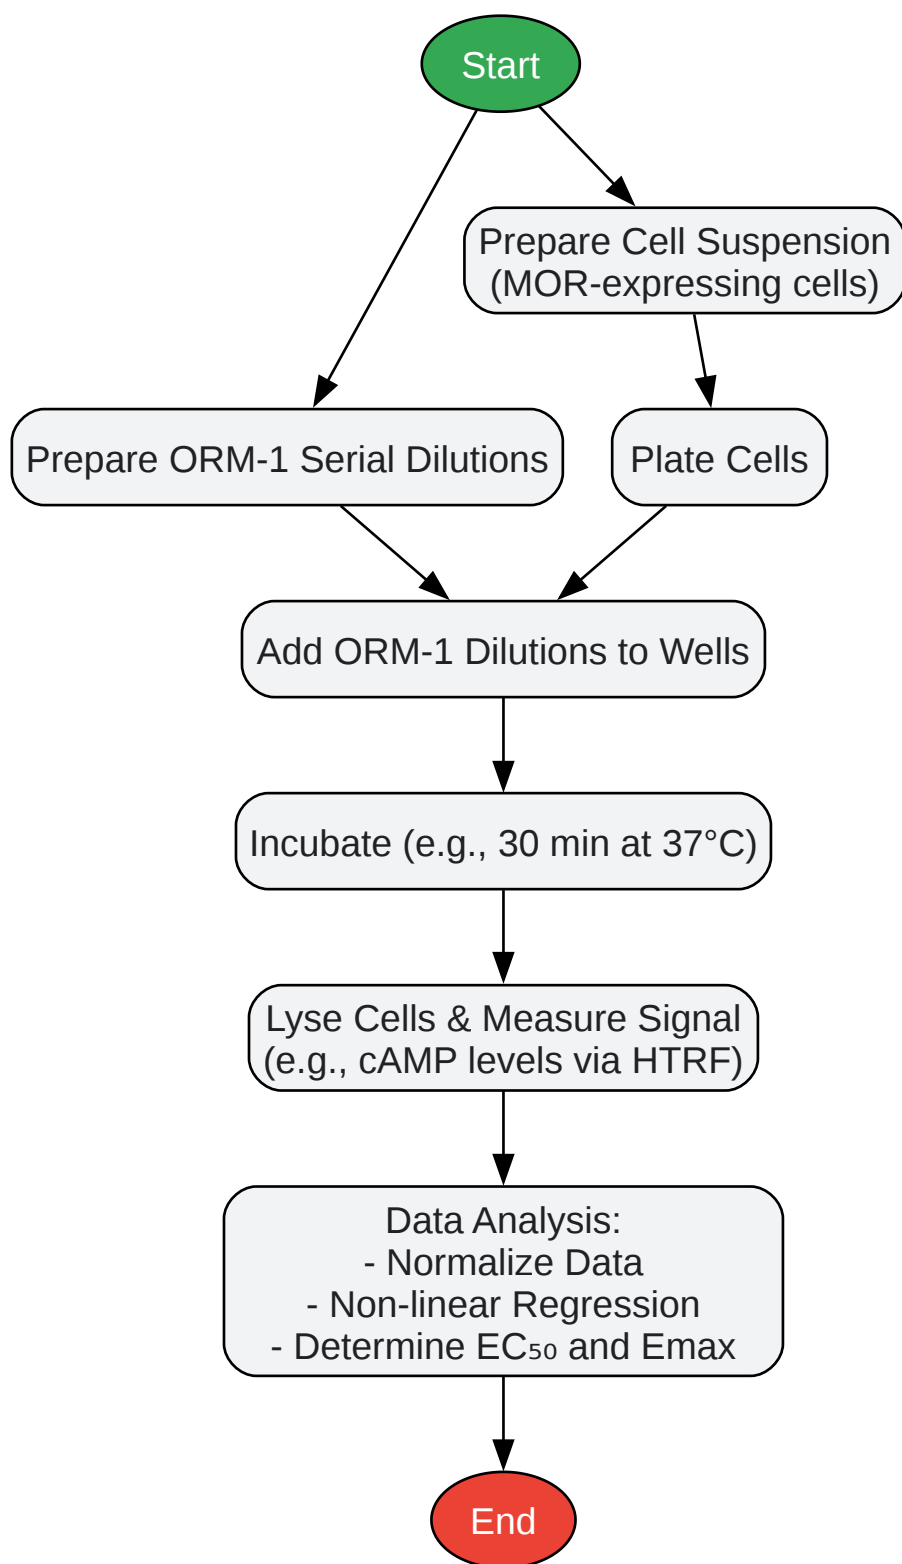 Start
Prepare Cell Suspension
(MOR-expressing cells)
Prepare ORM-1 Serial Dilutions
Plate Cells
Add ORM-1 Dilutions to Wells
Incubate (e.g., 30 min at 37°C)
Lyse Cells & Measure Signal
(e.g., cAMP levels via HTRF)
Data Analysis:
- Normalize Data
- Non-linear Regression
- Determine EC₅₀ and Emax
End